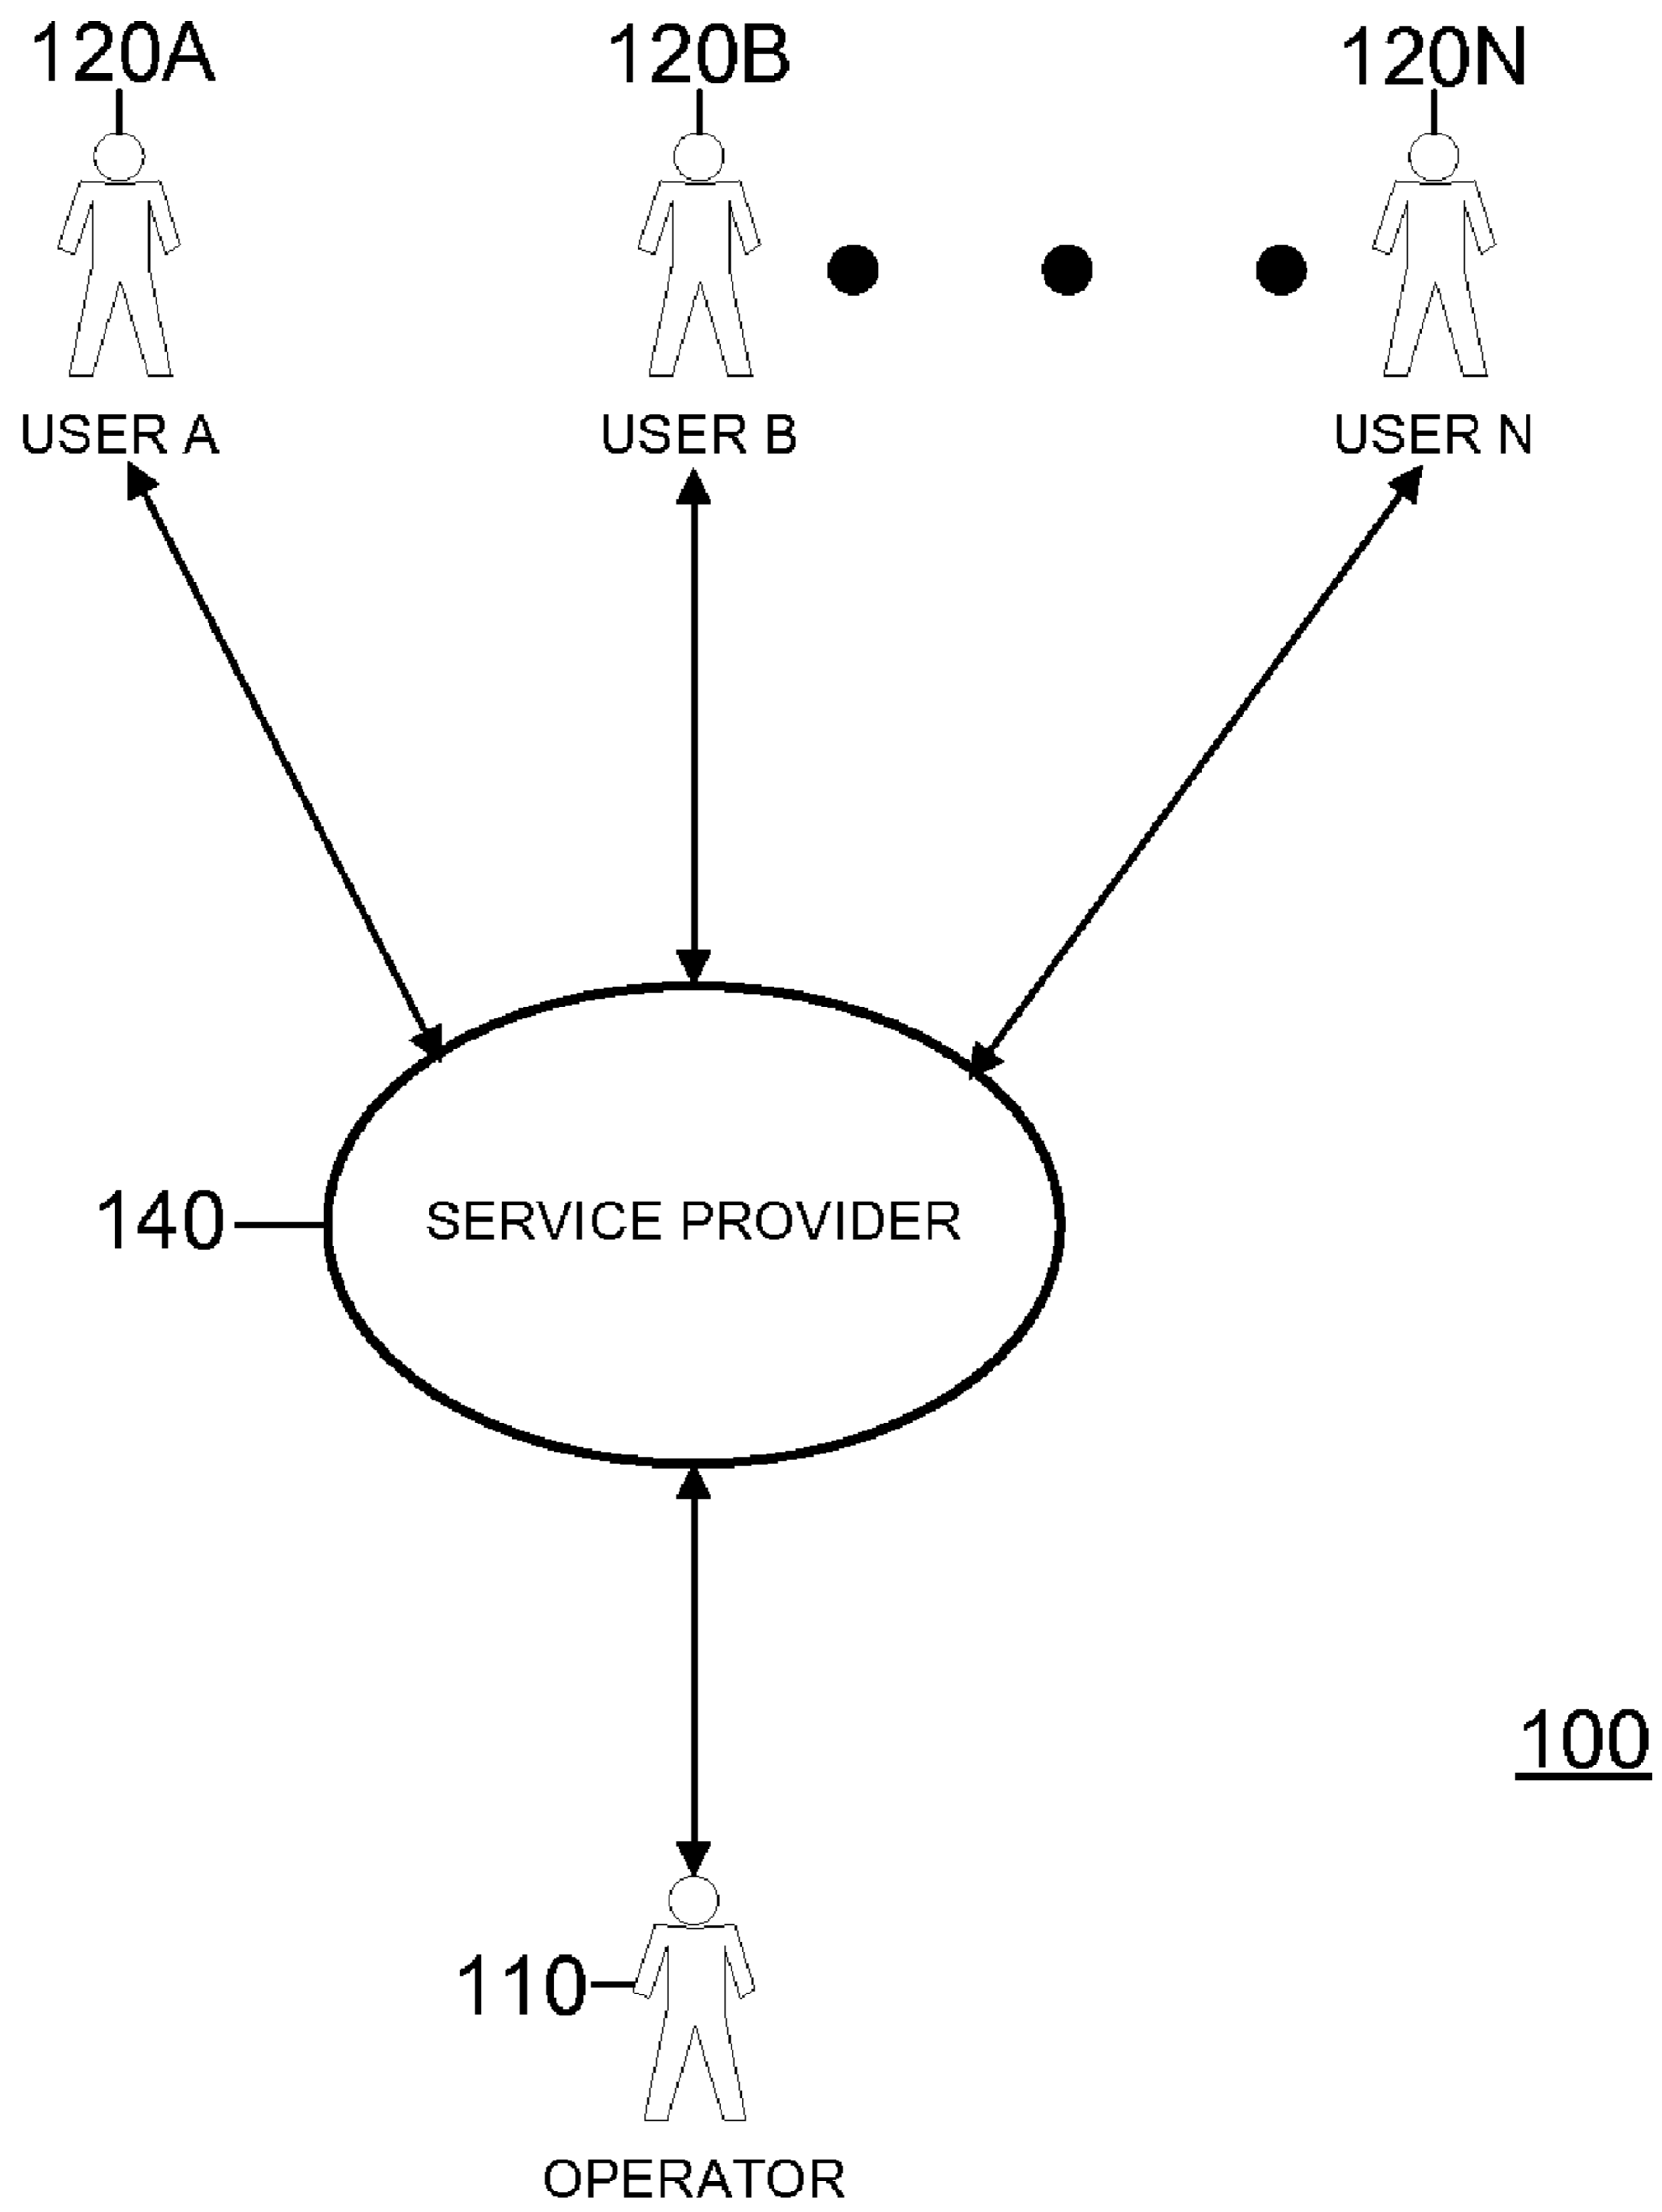 120A 120B 120N
USER A USER B USER N
140 SERVICE PROVIDER
100
110
OPERATOR